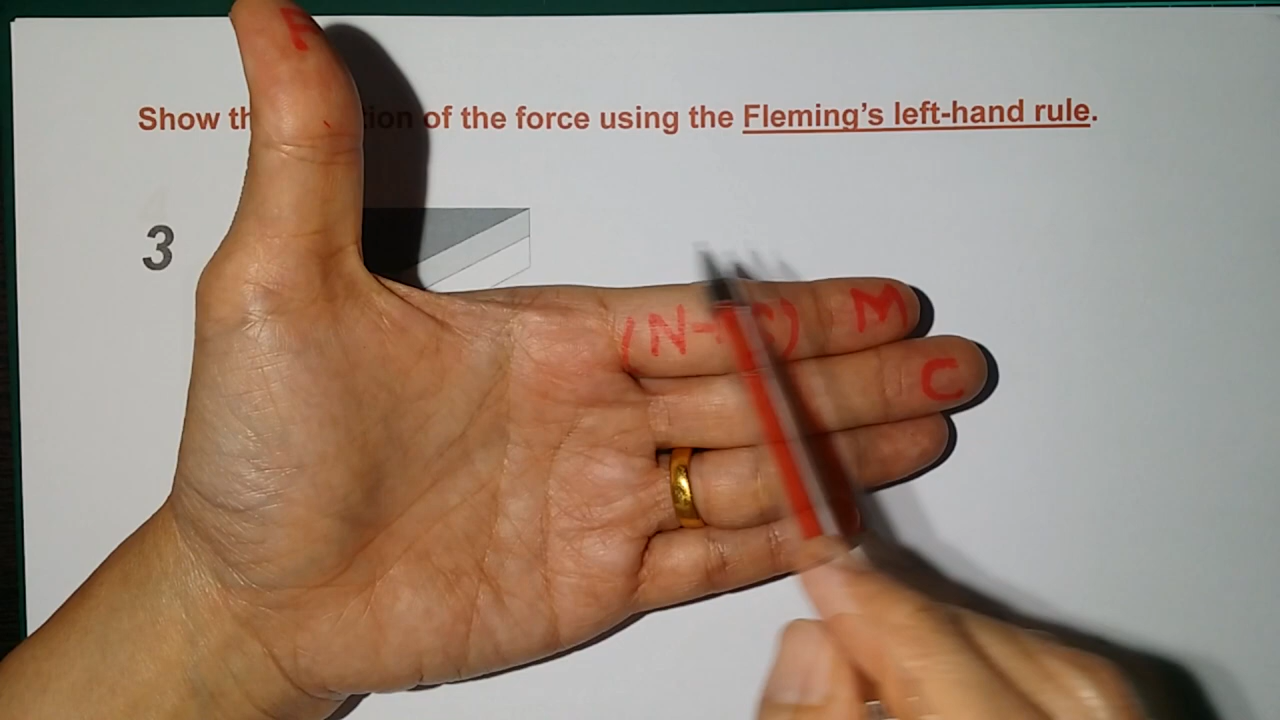 F
Show th tion of the force using the Fleming's left-hand rule.
3
(N- ) M
C